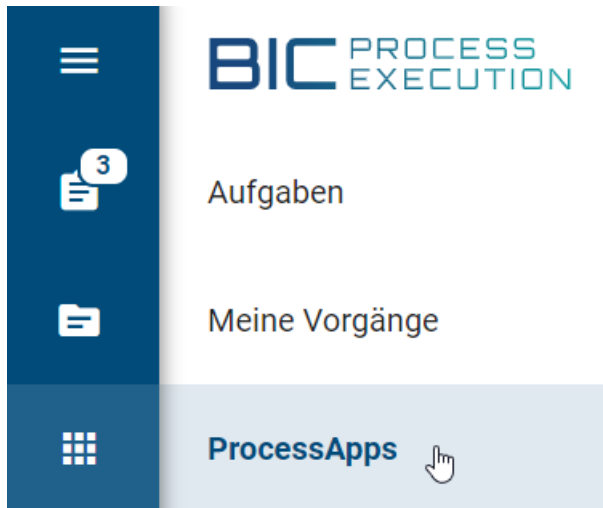 BIC PROCESS
EXECUTION
3
Aufgaben
Meine Vorgänge
ProcessApps